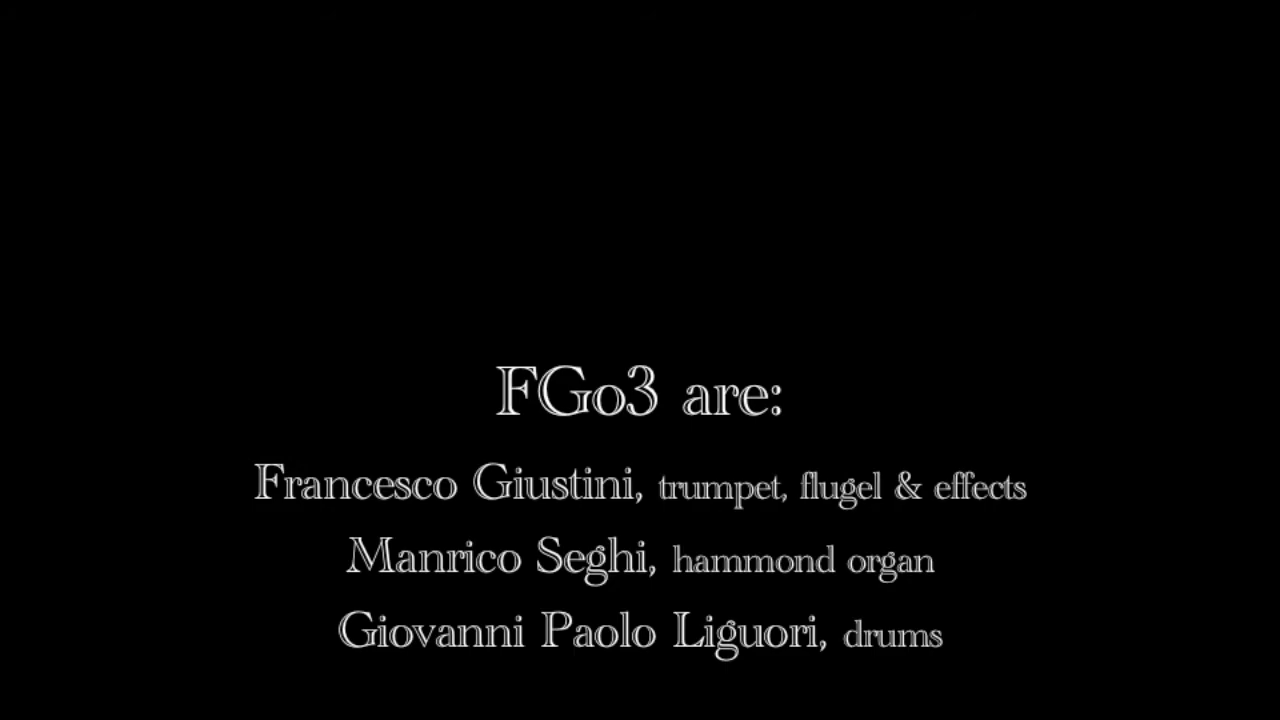 FGo3 are:
Francesco Giustini, trumpet, flugel & effects
Manrico Seghi, hammond organ
Giovanni Paolo Liguori, drums